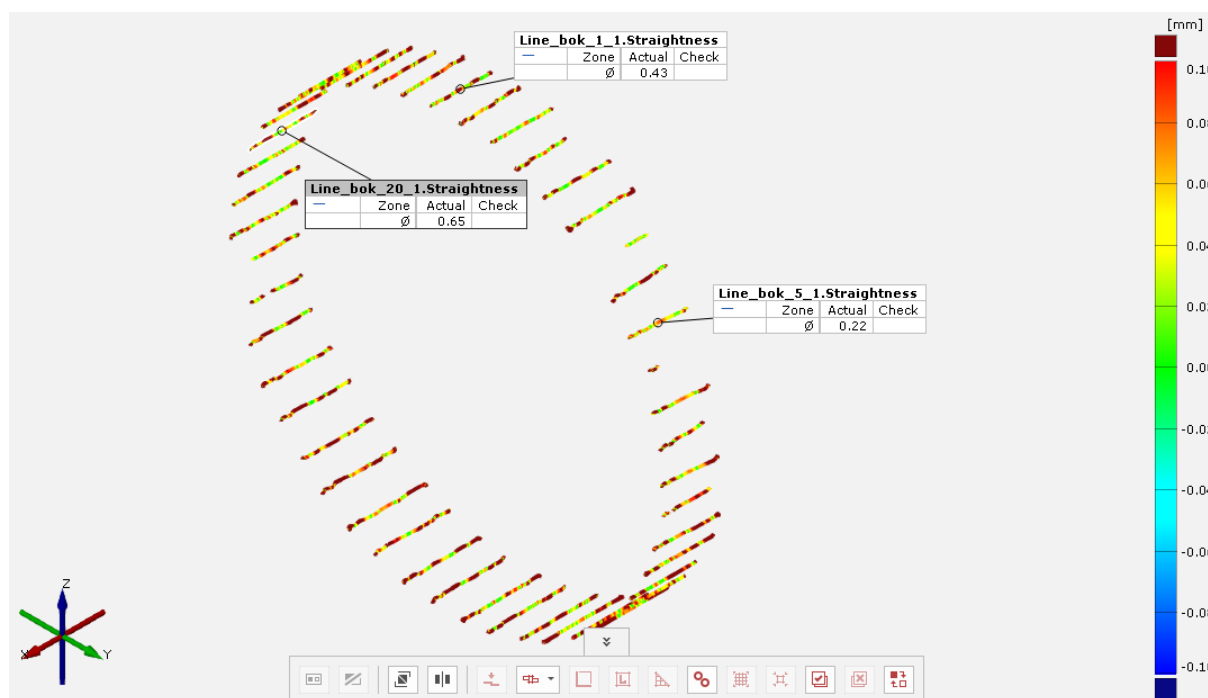 [mm]
Line_bok_1_1.Straightness
Zone Actual Check
Ø 0.43
Line_bok_20_1.Straightness
Zone Actual Check
Ø 0.65
Line_bok_5_1.Straightness
Zone Actual Check
Ø 0.22
0.10
0.08
0.06
0.04
0.02
0.00
-0.02
-0.04
-0.06
-0.08
-0.10
Z
X
Y
L